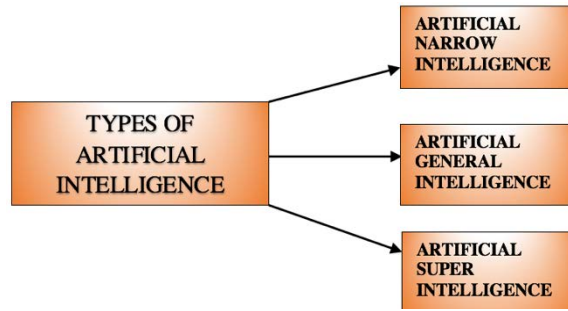 TYPES OF
ARTIFICIAL
INTELLIGENCE
ARTIFICIAL
NARROW
INTELLIGENCE
ARTIFICIAL
GENERAL
INTELLIGENCE
ARTIFICIAL
SUPER
INTELLIGENCE